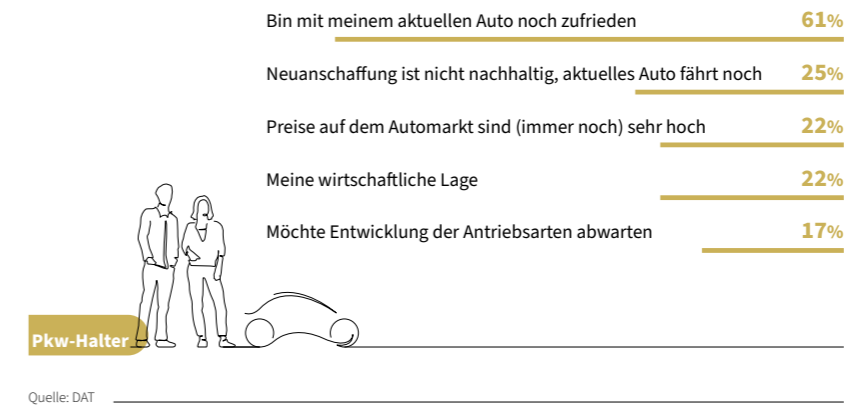 Bin mit meinem aktuellen Auto noch zufrieden 61%
Neuanschaffung ist nicht nachhaltig, aktuelles Auto fährt noch 25%
Preise auf dem Automarkt sind (immer noch) sehr hoch 22%
Meine wirtschaftliche Lage 22%
Möchte Entwicklung der Antriebsarten abwarten 17%
Pkw-Halter
Quelle: DAT